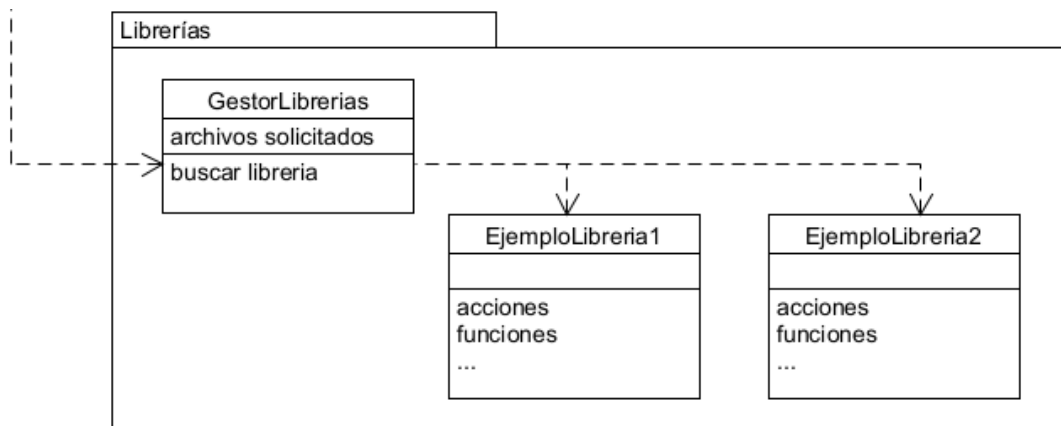 Librerías
GestorLibrerias
archivos solicitados
buscar libreria
EjemploLibreria1
acciones
funciones
...
EjemploLibreria2
acciones
funciones
...